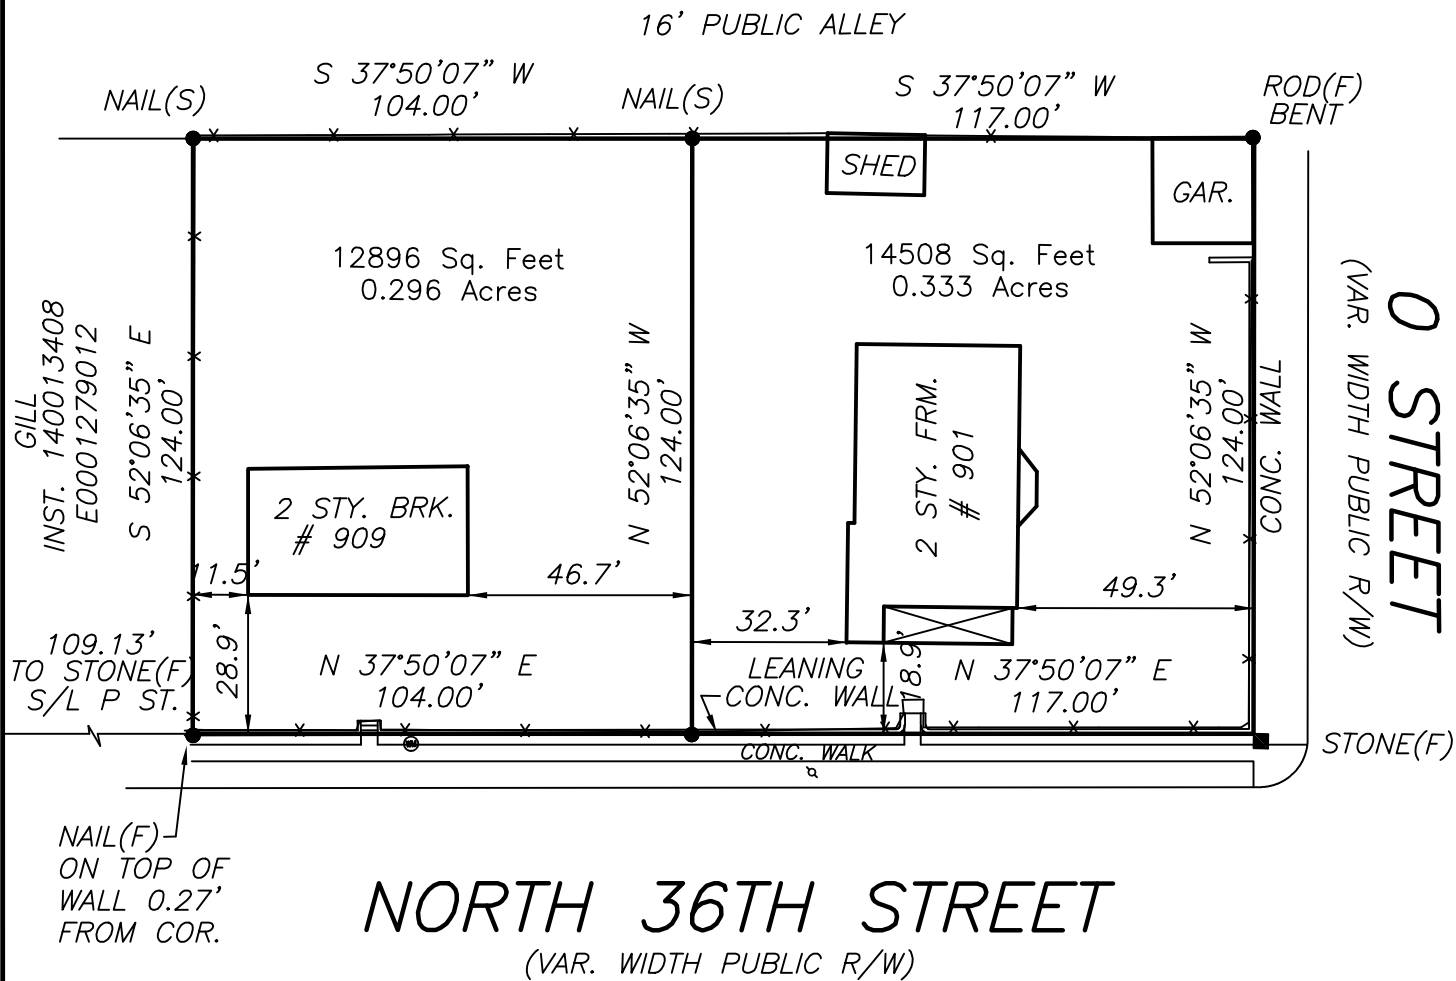 16' PUBLIC ALLEY
S 37°50'07" W
104.00'
S 37°50'07" W
117.00'
NAIL(S)
NAIL(S)
ROD(F)
BENT
SHED
GAR.
12896 Sq. Feet
0.296 Acres
14508 Sq. Feet
0.333 Acres
GILL
INST. 140013408
E0001279012
S 52°06'35" E
124.00'
N 52°06'35" W
124.00'
N 52°06'35" W
124.00'
CONC. WALL
(VAR. WIDTH PUBLIC R/W)
O STREET
2 STY. BRK.
# 909
2 STY. FRM.
# 901
11.5'
46.7'
49.3'
32.3'
28.9'
18.9'
109.13'
TO STONE(F)
S/L P ST.
N 37°50'07" E
104.00'
LEANING
CONC. WALL
N 37°50'07" E
117.00'
CONC. WALK
STONE(F)
NAIL(F)
ON TOP OF
WALL 0.27'
FROM COR.
NORTH 36TH STREET
(VAR. WIDTH PUBLIC R/W)